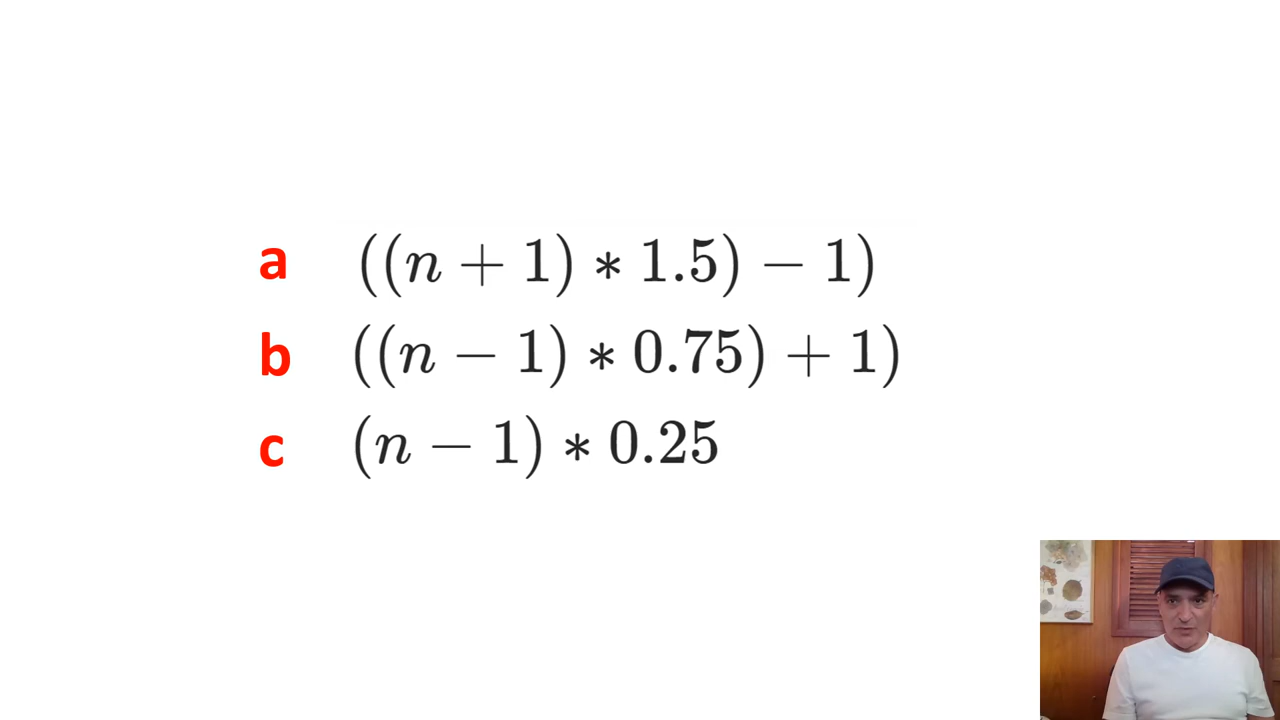 a ((n + 1) * 1.5) − 1)
b ((n − 1) * 0.75) + 1)
c (n − 1) * 0.25